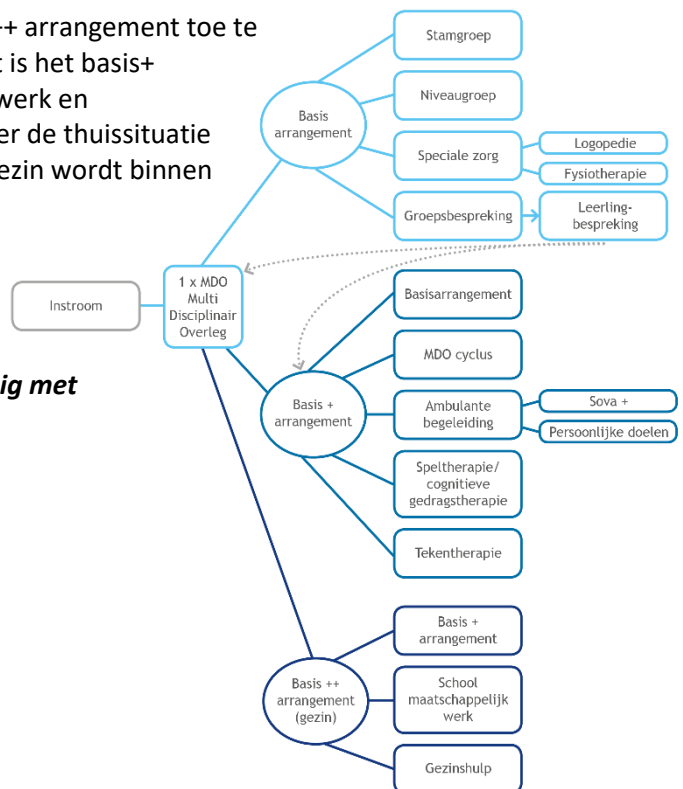 ++ arrangement toe te
t is het basis+
werk en
er de thuissituatie
ezin wordt binnen
ig met
Instroom
1 x MDO
Multi
Disciplinair
Overleg
Basis
arrangement
Stamgroep
Niveaugroep
Speciale zorg
Logopedie
Fysiotherapie
Groepsbespreking
Leerling-
bespreking
Basis +
arrangement
Basisarrangement
MDO cyclus
Ambulante
begeleiding
Sova +
Persoonlijke doelen
Speltherapie/
cognitieve
gedragstherapie
Tekentherapie
Basis ++
arrangement
(gezin)
Basis +
arrangement
School
maatschappelijk
werk
Gezinshulp